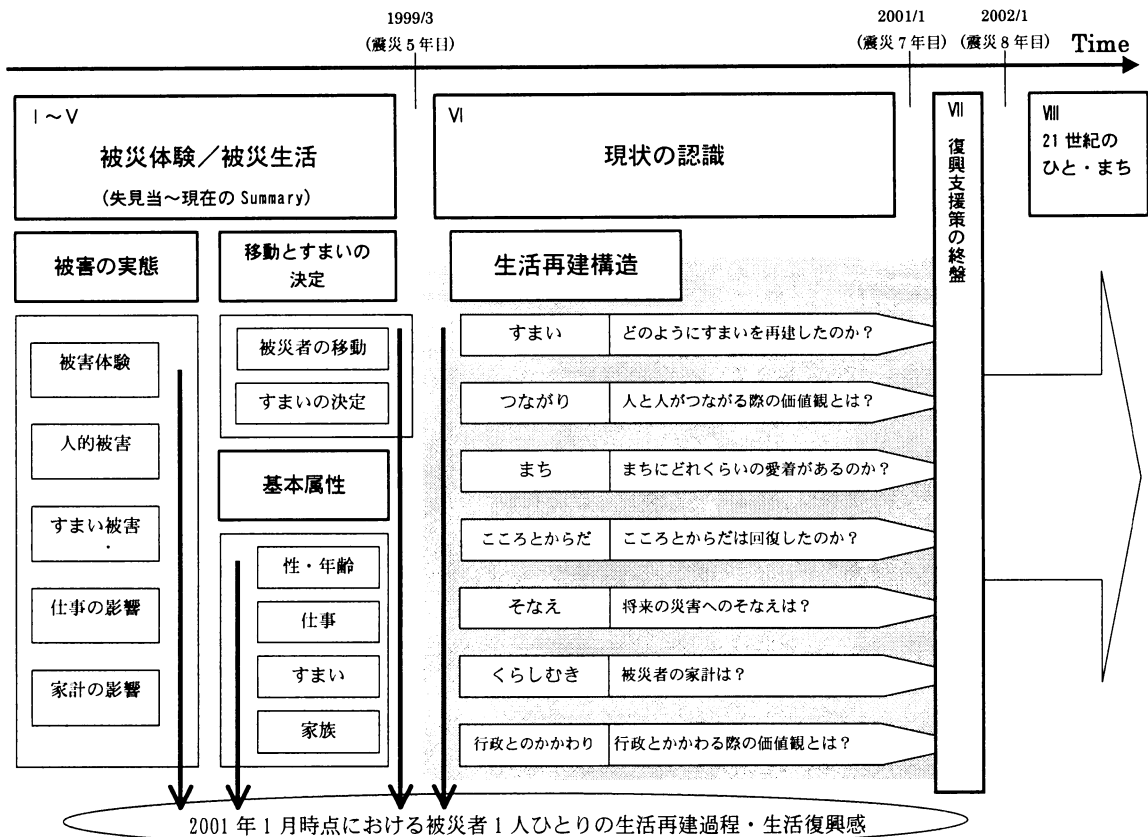 1999/3
(震災5年目)
2001/1
(震災7年目)
2002/1
(震災8年目)
Time
Ⅰ～Ⅴ
被災体験／被災生活
(失見当～現在の Summary)
Ⅵ
現状の認識
Ⅶ
復興支援策の終盤
Ⅷ
21世紀の
ひと・まち
被害の実態
被害体験
人的被害
すまい被害
仕事の影響
家計の影響
移動とすまいの
決定
被災者の移動
すまいの決定
基本属性
性・年齢
仕事
すまい
家族
生活再建構造
すまい どのようにすまいを再建したのか？
つながり 人と人がつながる際の価値観とは？
まち まちにどれくらいの愛着があるのか？
こころとからだ こころとからだは回復したのか？
そなえ 将来の災害へのそなえは？
くらしむき 被災者の家計は？
行政とのかかわり 行政とかかわる際の価値観とは？
2001年1月時点における被災者1人ひとりの生活再建過程・生活復興感